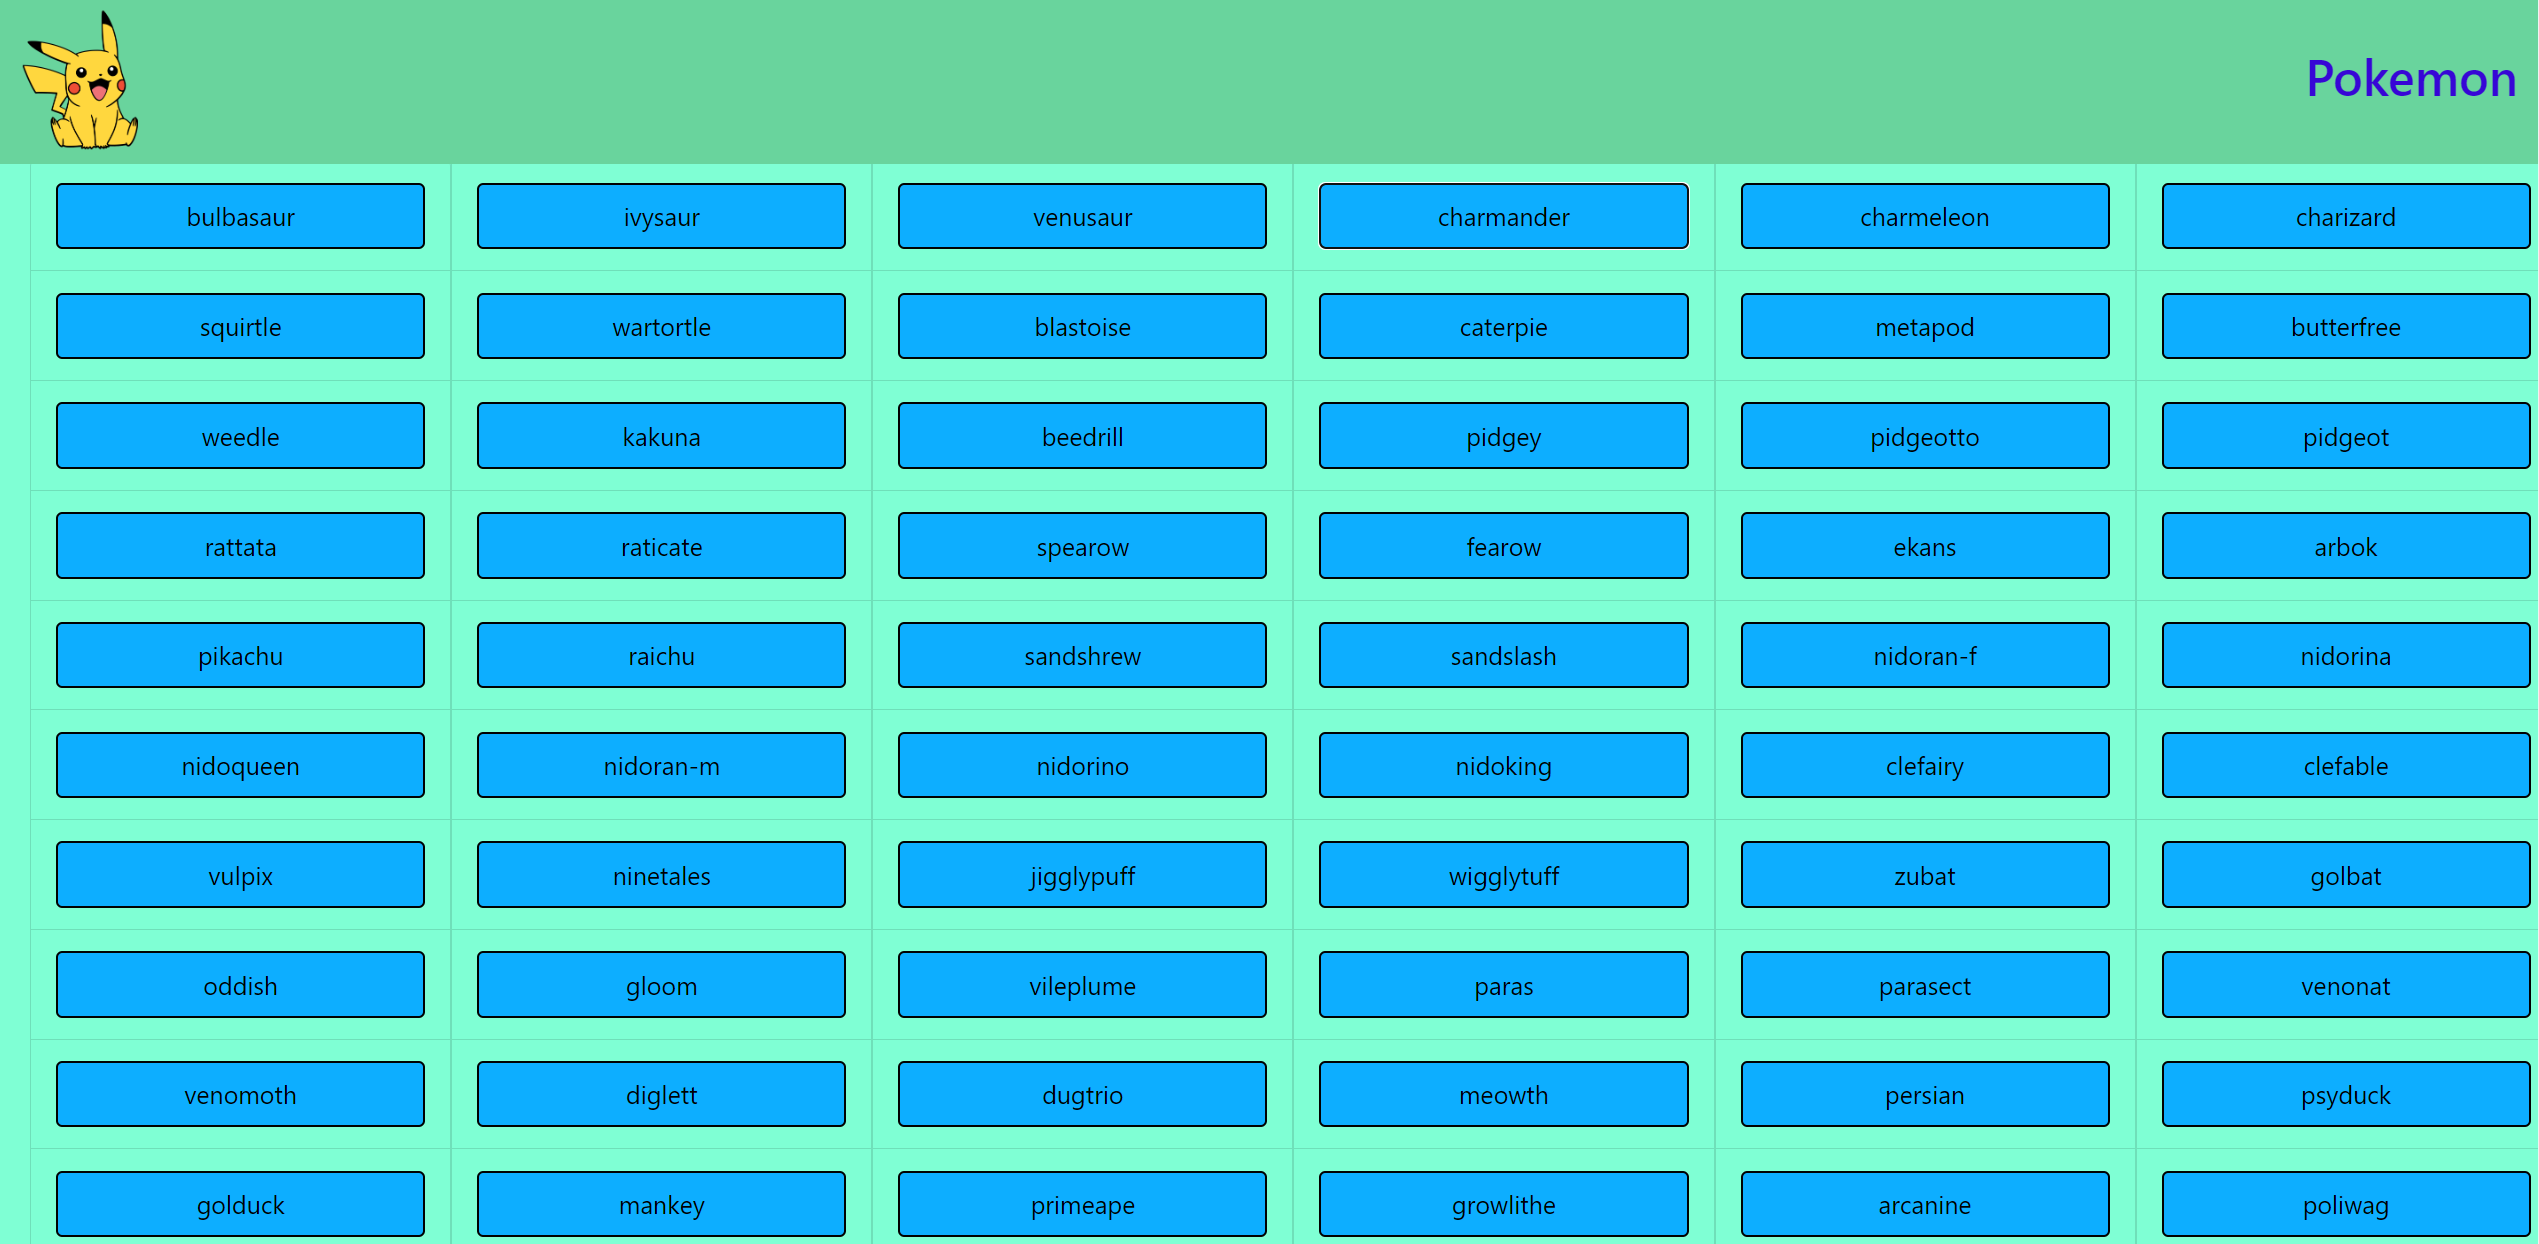 Pokemon
bulbasaur ivysaur venusaur charmander charmeleon charizard
squirtle wartortle blastoise caterpie metapod butterfree
weedle kakuna beedrill pidgey pidgeotto pidgeot
rattata raticate spearow fearow ekans arbok
pikachu raichu sandshrew sandslash nidoran-f nidorina
nidoqueen nidoran-m nidorino nidoking clefairy clefable
vulpix ninetales jigglypuff wigglytuff zubat golbat
oddish gloom vileplume paras parasect venonat
venomoth diglett dugtrio meowth persian psyduck
golduck mankey primeape growlithe arcanine poliwag